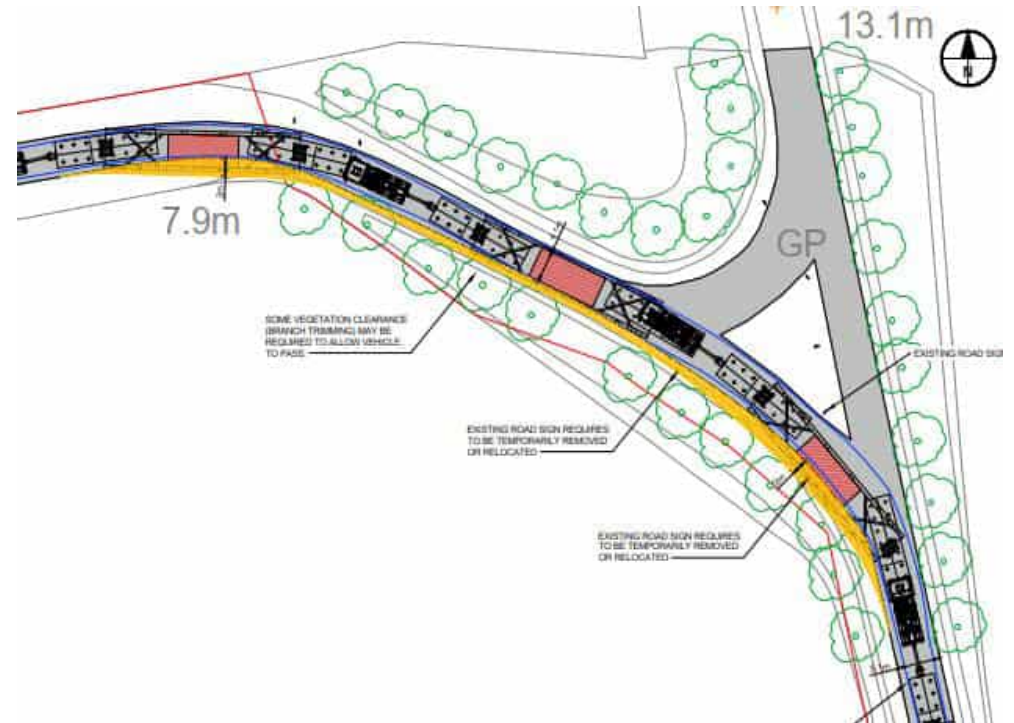 13.1m
N
7.9m
GP
SOME VEGETATION CLEARANCE
(BRANCH TRIMMING) MAY BE
REQUIRED TO ALLOW VEHICLE
TO PASS
EXISTING ROAD SIGN
EXISTING ROAD SIGN REQUIRES
TO BE TEMPORARILY REMOVED
OR RELOCATED
EXISTING ROAD SIGN REQUIRES
TO BE TEMPORARILY REMOVED
OR RELOCATED